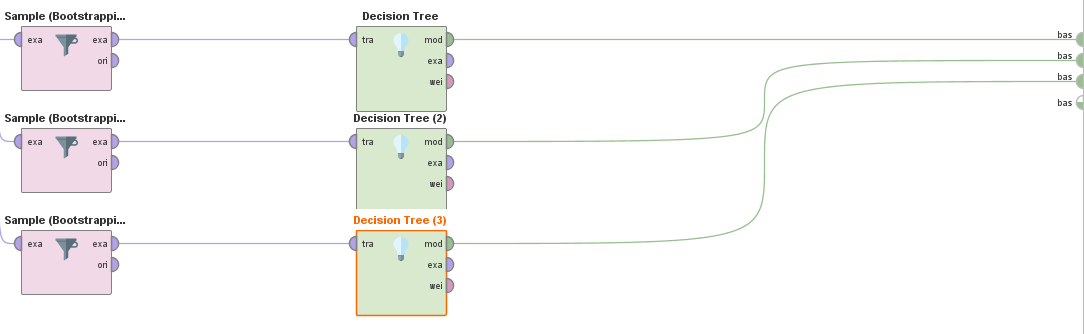 Sample (Bootstrappi...
Decision Tree
exa
exa
ori
tra
mod
exa
wei
bas
bas
bas
bas
Sample (Bootstrappi...
Decision Tree (2)
exa
exa
ori
tra
mod
exa
wei
Sample (Bootstrappi...
Decision Tree (3)
exa
exa
ori
tra
mod
exa
wei